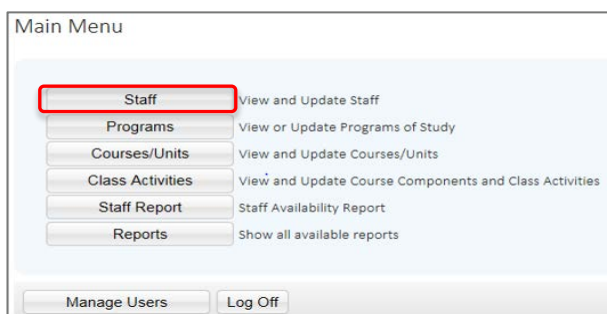 Main Menu
Staff View and Update Staff
Programs View or Update Programs of Study
Courses/Units View and Update Courses/Units
Class Activities View and Update Course Components and Class Activities
Staff Report Staff Availability Report
Reports Show all available reports
Manage Users Log Off